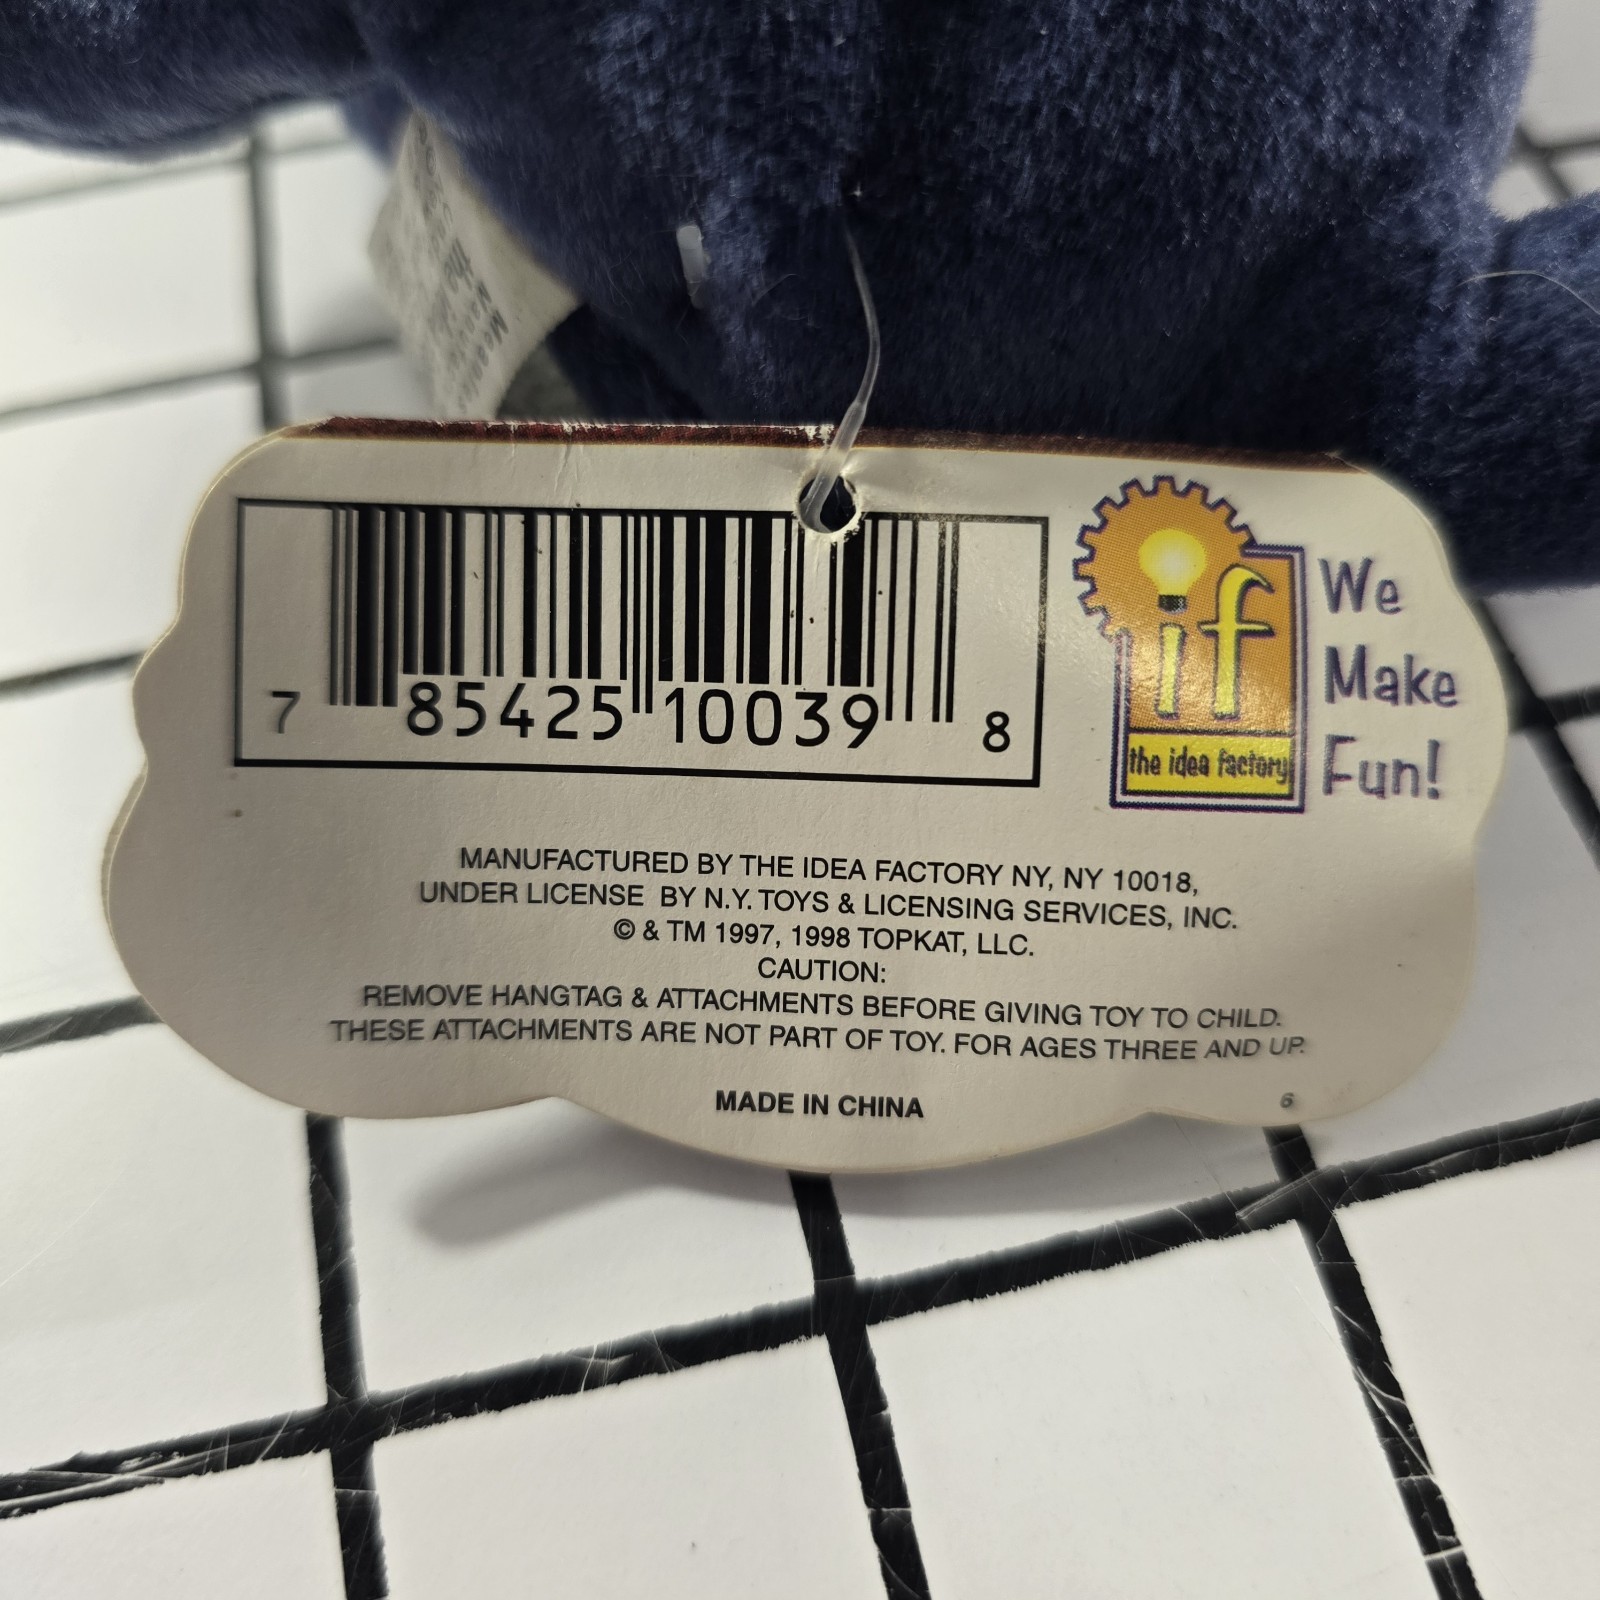 7 85425 10039 8
if
the idea factory
We
Make
Fun!
MANUFACTURED BY THE IDEA FACTORY NY, NY 10018,
UNDER LICENSE BY N.Y. TOYS & LICENSING SERVICES, INC.
© & TM 1997, 1998 TOPKAT, LLC.
CAUTION:
REMOVE HANGTAG & ATTACHMENTS BEFORE GIVING TOY TO CHILD.
THESE ATTACHMENTS ARE NOT PART OF TOY. FOR AGES THREE AND UP.
MADE IN CHINA
6